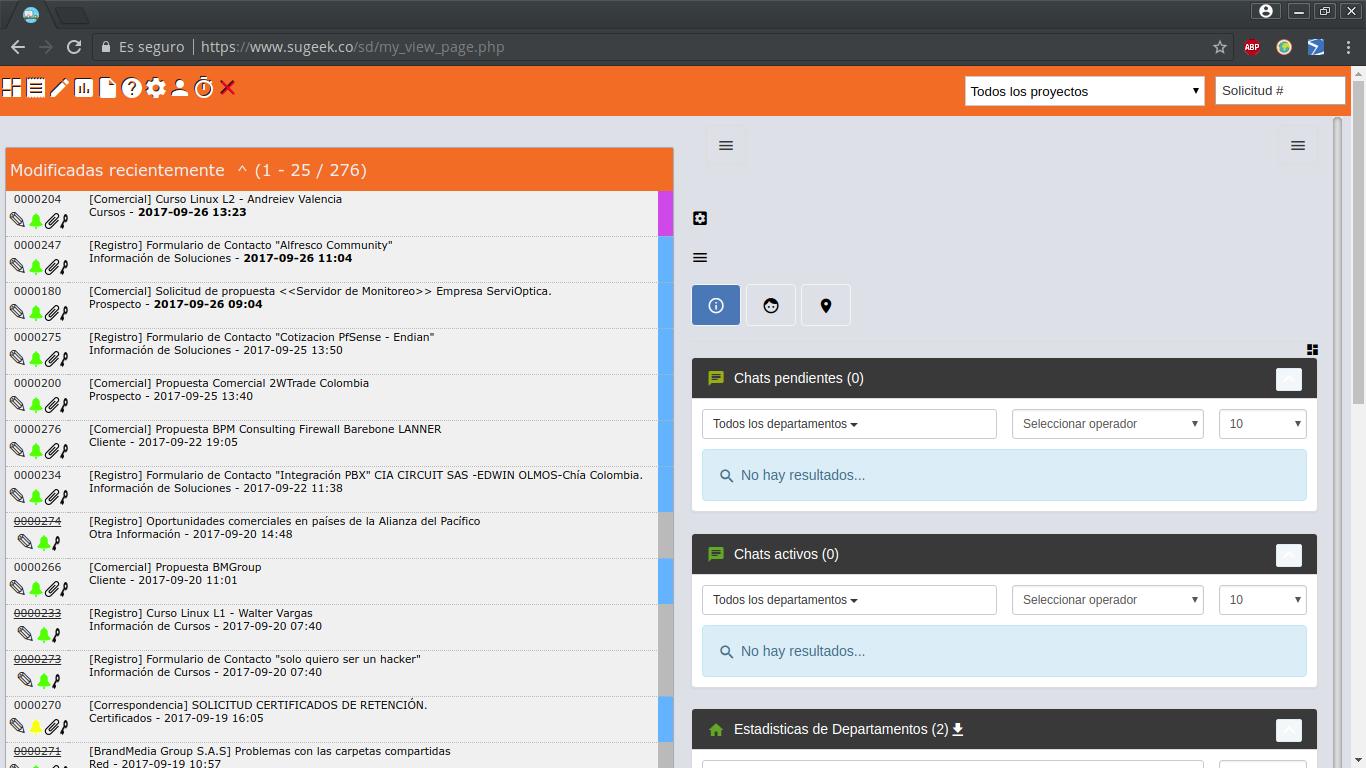 Es seguro | https://www.sugeek.co/sd/my_view_page.php
ABP
Todos los proyectos
Solicitud #
Modificadas recientemente ^ (1 - 25 / 276)
0000204
[Comercial] Curso Linux L2 - Andreiev Valencia
Cursos - 2017-09-26 13:23
0000247
[Registro] Formulario de Contacto "Alfresco Community"
Información de Soluciones - 2017-09-26 11:04
0000180
[Comercial] Solicitud de propuesta <<Servidor de Monitoreo>> Empresa ServiOptica.
Prospecto - 2017-09-26 09:04
0000275
[Registro] Formulario de Contacto "Cotizacion PfSense - Endian"
Información de Soluciones - 2017-09-25 13:50
0000200
[Comercial] Propuesta Comercial 2WTrade Colombia
Prospecto - 2017-09-25 13:40
0000276
[Comercial] Propuesta BPM Consulting Firewall Barebone LANNER
Cliente - 2017-09-22 19:05
0000234
[Registro] Formulario de Contacto "Integración PBX" CIA CIRCUIT SAS -EDWIN OLMOS-Chía Colombia.
Información de Soluciones - 2017-09-22 11:38
0000274
[Registro] Oportunidades comerciales en países de la Alianza del Pacífico
Otra Información - 2017-09-20 14:48
0000266
[Comercial] Propuesta BMGroup
Cliente - 2017-09-20 11:01
0000233
[Registro] Curso Linux L1 - Walter Vargas
Información de Cursos - 2017-09-20 07:40
0000273
[Registro] Formulario de Contacto "solo quiero ser un hacker"
Información de Cursos - 2017-09-20 07:40
0000270
[Correspondencia] SOLICITUD CERTIFICADOS DE RETENCIÓN.
Certificados - 2017-09-19 16:05
0000271
[BrandMedia Group S.A.S] Problemas con las carpetas compartidas
Red - 2017-09-19 10:57
Chats pendientes (0)
Todos los departamentos
Seleccionar operador
10
No hay resultados...
Chats activos (0)
Todos los departamentos
Seleccionar operador
10
No hay resultados...
Estadisticas de Departamentos (2)